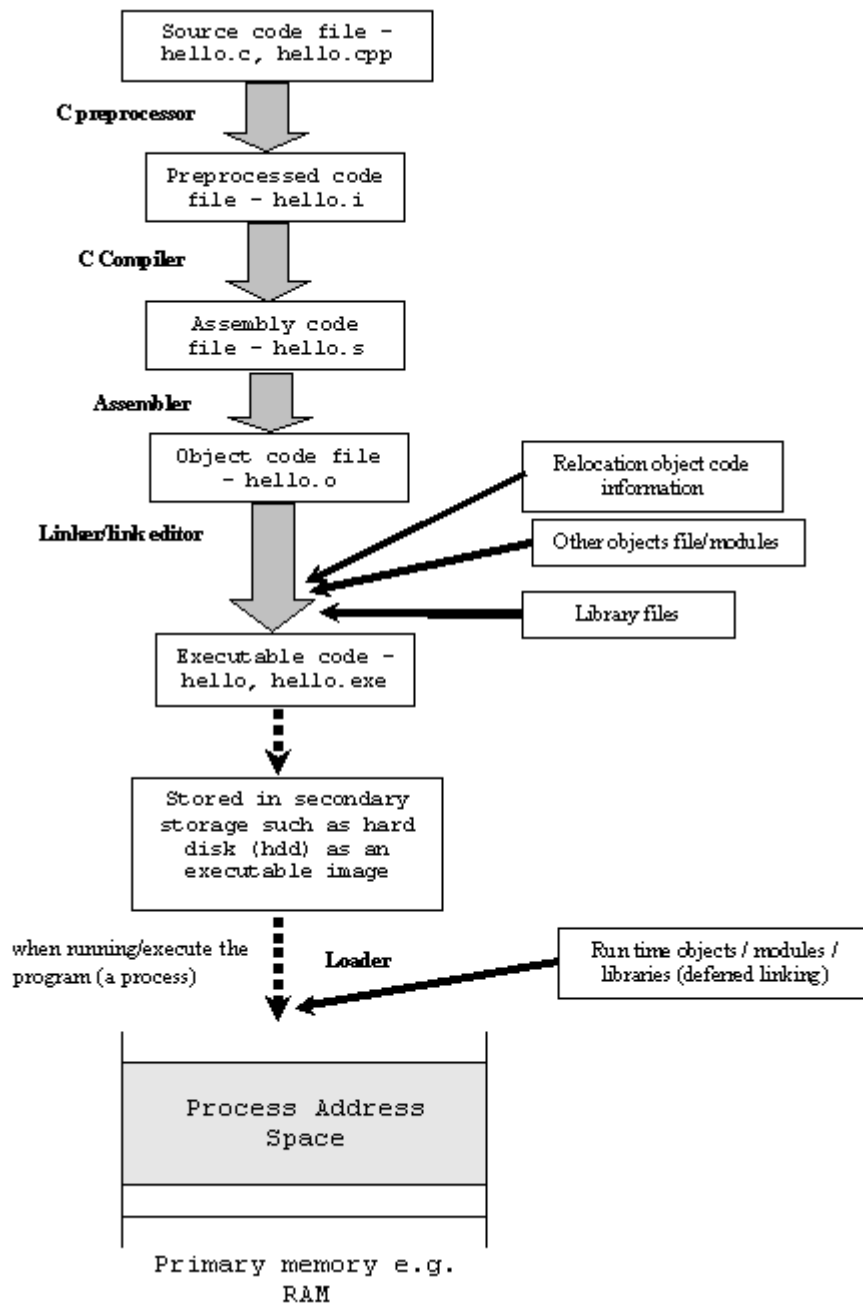 Source code file -
hello.c, hello.cpp
C preprocessor
Preprocessed code
file - hello.i
C Compiler
Assembly code
file - hello.s
Assembler
Object code file
- hello.o
Relocation object code
information
Linker/link editor
Other objects file/modules
Library files
Executable code -
hello, hello.exe
Stored in secondary
storage such as hard
disk (hdd) as an
executable image
when running/execute the
program (a process)
Loader
Run time objects / modules /
libraries (deferred linking)
Process Address
Space
Primary memory e.g.
RAM